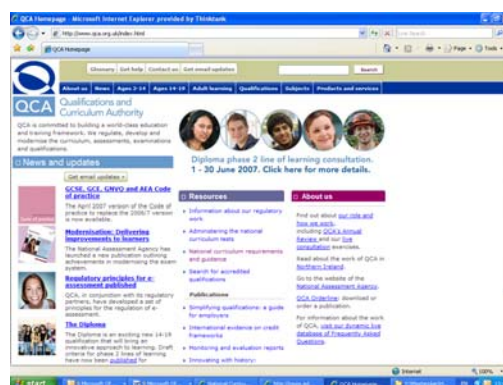 QCA Homepage - Microsoft Internet Explorer provided by Thinktank
http://www.qca.org.uk/index.html
Live Search
QCA Homepage
Page
Tools
Glossary Get help Contact us Get email updates
Search
About us News Ages 3-14 Ages 14-19 Adult learning Qualifications Subjects Products and services
QCA
Qualifications and
Curriculum Authority
QCA is committed to building a world-class education
and training framework. We regulate, develop and
modernise the curriculum, assessments, examinations
and qualifications.
Diploma phase 2 line of learning consultation.
1 - 30 June 2007. Click here for more details.
News and updates
Get email updates
GCSE, GCE, GNVQ and AEA Code
of practice
The April 2007 version of the Code of
practice to replace the 2006/7 version
is now available.
Modernisation: Delivering
improvements to learners
The National Assessment Agency has
launched a new publication outlining
achievements in modernising the exam
system.
Regulatory principles for e-
assessment published
QCA, in conjunction with its regulatory
partners, have developed a set of
principles for the regulation of e-
assessment.
The Diploma
The Diploma is an exciting new 14-19
qualification that will bring an
innovative approach to learning. Draft
criteria for phase 2 lines of learning
have now been published for
Resources
Information about our regulatory
work
Administering the national
curriculum tests
National curriculum requirements
and guidance
Search for accredited
qualifications
Publications
Simplifying qualifications: a guide
for employers
International evidence on credit
frameworks
Monitoring and evaluation reports
Innovating with history:
About us
Find out about our role and
how we work,
including QCA's Annual
Review and our live
consultation exercises.
Read about the work of QCA in
Northern Ireland.
Go to the website of the
National Assessment Agency.
QCA Orderline: download or
order a publication.
For information about the work
of QCA, visit our dynamic live
database of Frequently Asked
Questions.
Internet
100%
start